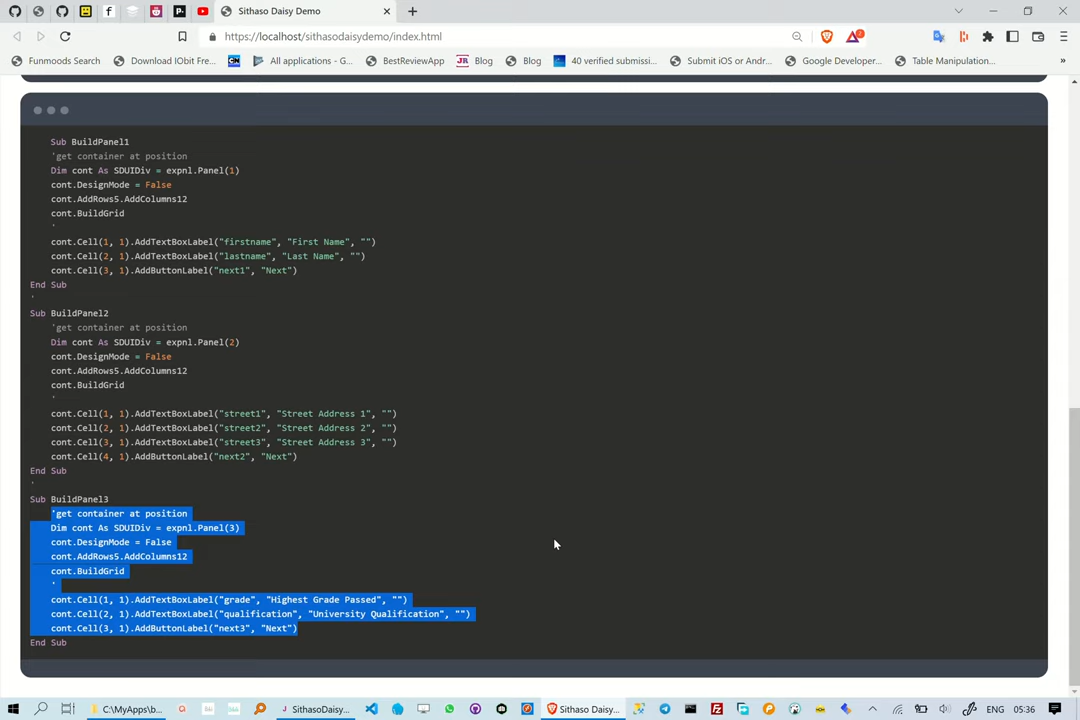 Sithaso Daisy Demo
https://localhost/sithasodaisydemo/index.html
2
Funmoods Search
Download IObit Fre...
All applications - G...
BestReviewApp
JR
Blog
Blog
40 verified submissi...
Submit iOS or Andr...
Google Developer...
Table Manipulation...
»
Sub BuildPanel1
'get container at position
Dim cont As SDUIDiv = expnl.Panel(1)
cont.DesignMode = False
cont.AddRows5.AddColumns12
cont.BuildGrid
'
cont.Cell(1, 1).AddTextBoxLabel("firstname", "First Name", "")
cont.Cell(2, 1).AddTextBoxLabel("lastname", "Last Name", "")
cont.Cell(3, 1).AddButtonLabel("next1", "Next")
End Sub
'
Sub BuildPanel2
'get container at position
Dim cont As SDUIDiv = expnl.Panel(2)
cont.DesignMode = False
cont.AddRows5.AddColumns12
cont.BuildGrid
'
cont.Cell(1, 1).AddTextBoxLabel("street1", "Street Address 1", "")
cont.Cell(2, 1).AddTextBoxLabel("street2", "Street Address 2", "")
cont.Cell(3, 1).AddTextBoxLabel("street3", "Street Address 3", "")
cont.Cell(4, 1).AddButtonLabel("next2", "Next")
End Sub
'
Sub BuildPanel3
'get container at position
Dim cont As SDUIDiv = expnl.Panel(3)
cont.DesignMode = False
cont.AddRows5.AddColumns12
cont.BuildGrid
'
cont.Cell(1, 1).AddTextBoxLabel("grade", "Highest Grade Passed", "")
cont.Cell(2, 1).AddTextBoxLabel("qualification", "University Qualification", "")
cont.Cell(3, 1).AddButtonLabel("next3", "Next")
End Sub
C:\MyApps\b...
SithasoDaisy...
Sithaso Daisy...
ENG
05:36